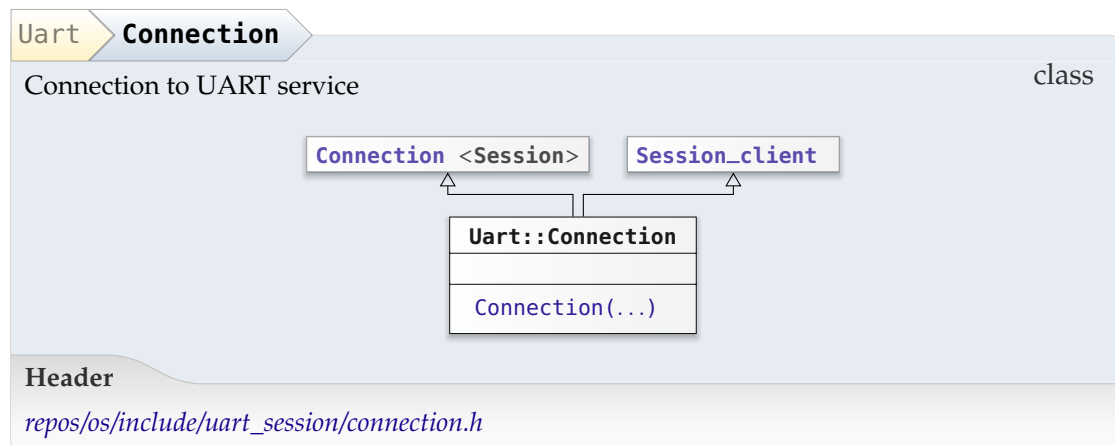 Uart Connection
Connection to UART service
class
Connection <Session> Session_client
Uart::Connection
Connection(...)
Header
repos/os/include/uart_session/connection.h